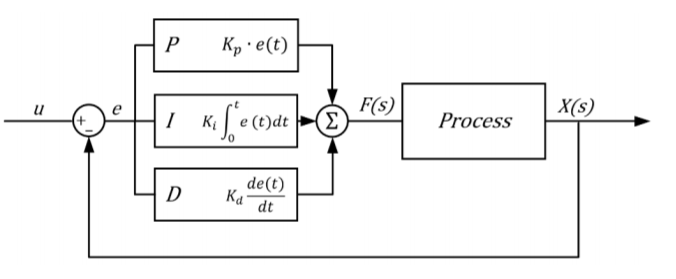 P K_p · e(t)
u
+
−
e
I K_i ∫_0^t e (t)dt
Σ
F(s)
Process
X(s)
D K_d de(t)/dt